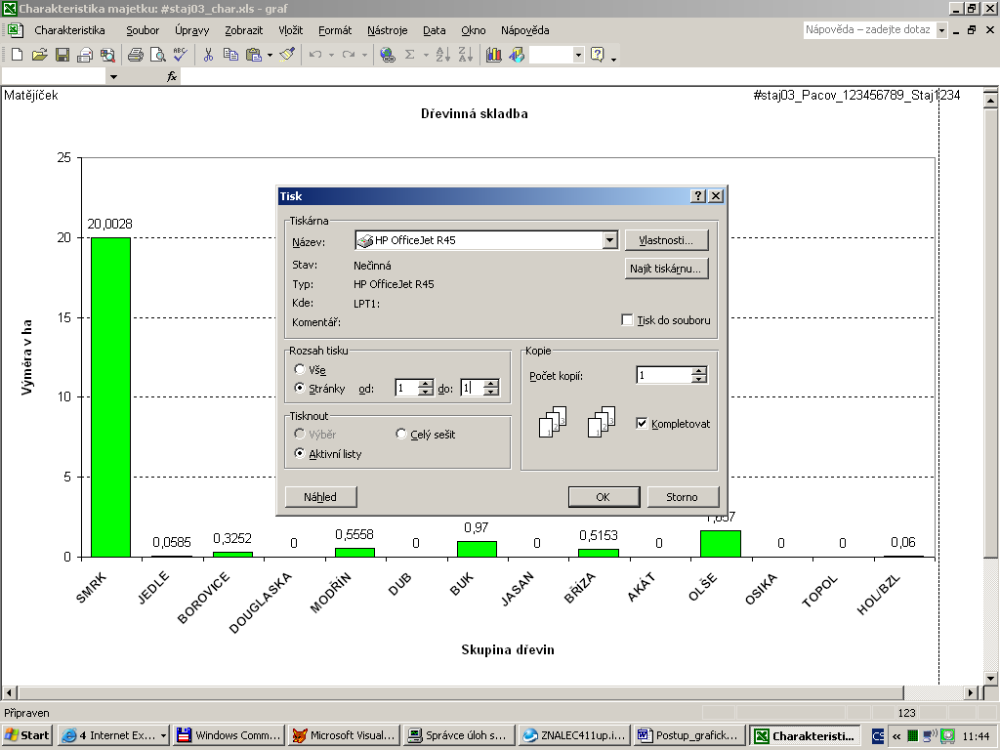 Charakteristika majetku: #staj03_char.xls - graf
Charakteristika Soubor Úpravy Zobrazit Vložit Formát Nástroje Data Okno Nápověda
Nápověda – zadejte dotaz
Matějíček
#staj03_Pacov_123456789_Staj1234
Dřevinná skladba
Výměra v ha
25
20
15
10
5
0
20,0028
0,0585
0,3252
0
0,5558
0
0,97
0
0,5153
0
0
0
0,06
SMRK
JEDLE
BOROVICE
DOUGLASKA
MODŘÍN
DUB
BUK
JASAN
BŘÍZA
AKÁT
OLŠE
OSIKA
TOPOL
HOL/BZL
Skupina dřevin
Tisk
Tiskárna
Název: HP OfficeJet R45 Vlastnosti...
Stav: Nečinná Najít tiskárnu...
Typ: HP OfficeJet R45
Kde: LPT1:
Komentář: Tisk do souboru
Rozsah tisku
Vše
Stránky od: 1 do: 1
Tisknout
Výběr Celý sešit
Aktivní listy
Kopie
Počet kopií: 1
1 2 3 1 2 3
Kompletovat
Náhled OK Storno
Připraven 123
Start 4 Internet Ex... Windows Comm... Microsoft Visual... Správce úloh s... ZNALEC411up.i... Postup_grafick... Charakteristi... CS « 11:44